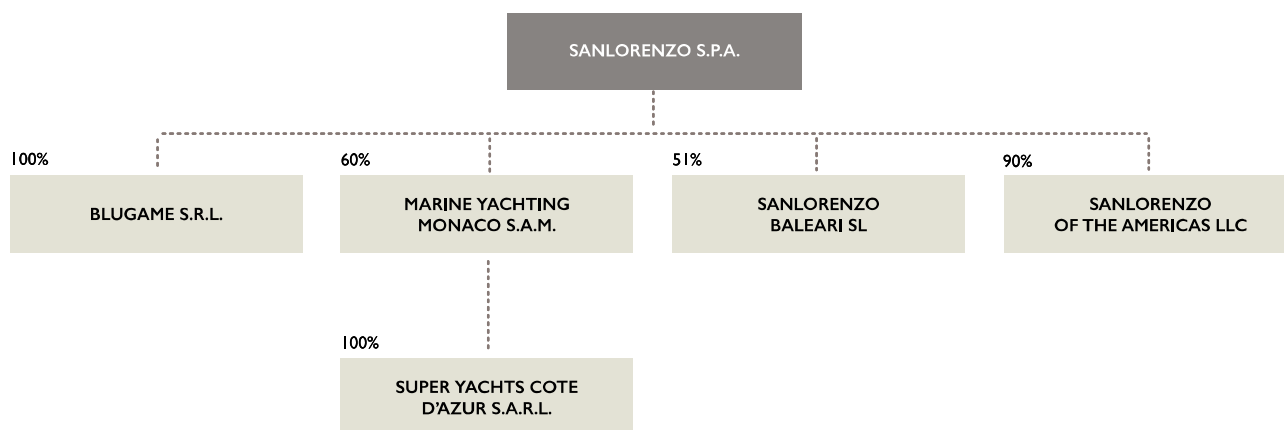 SANLORENZO S.P.A.
100%
60%
51%
90%
BLUGAME S.R.L.
MARINE YACHTING
MONACO S.A.M.
SANLORENZO
BALEARI SL
SANLORENZO
OF THE AMERICAS LLC
100%
SUPER YACHTS COTE
D'AZUR S.A.R.L.